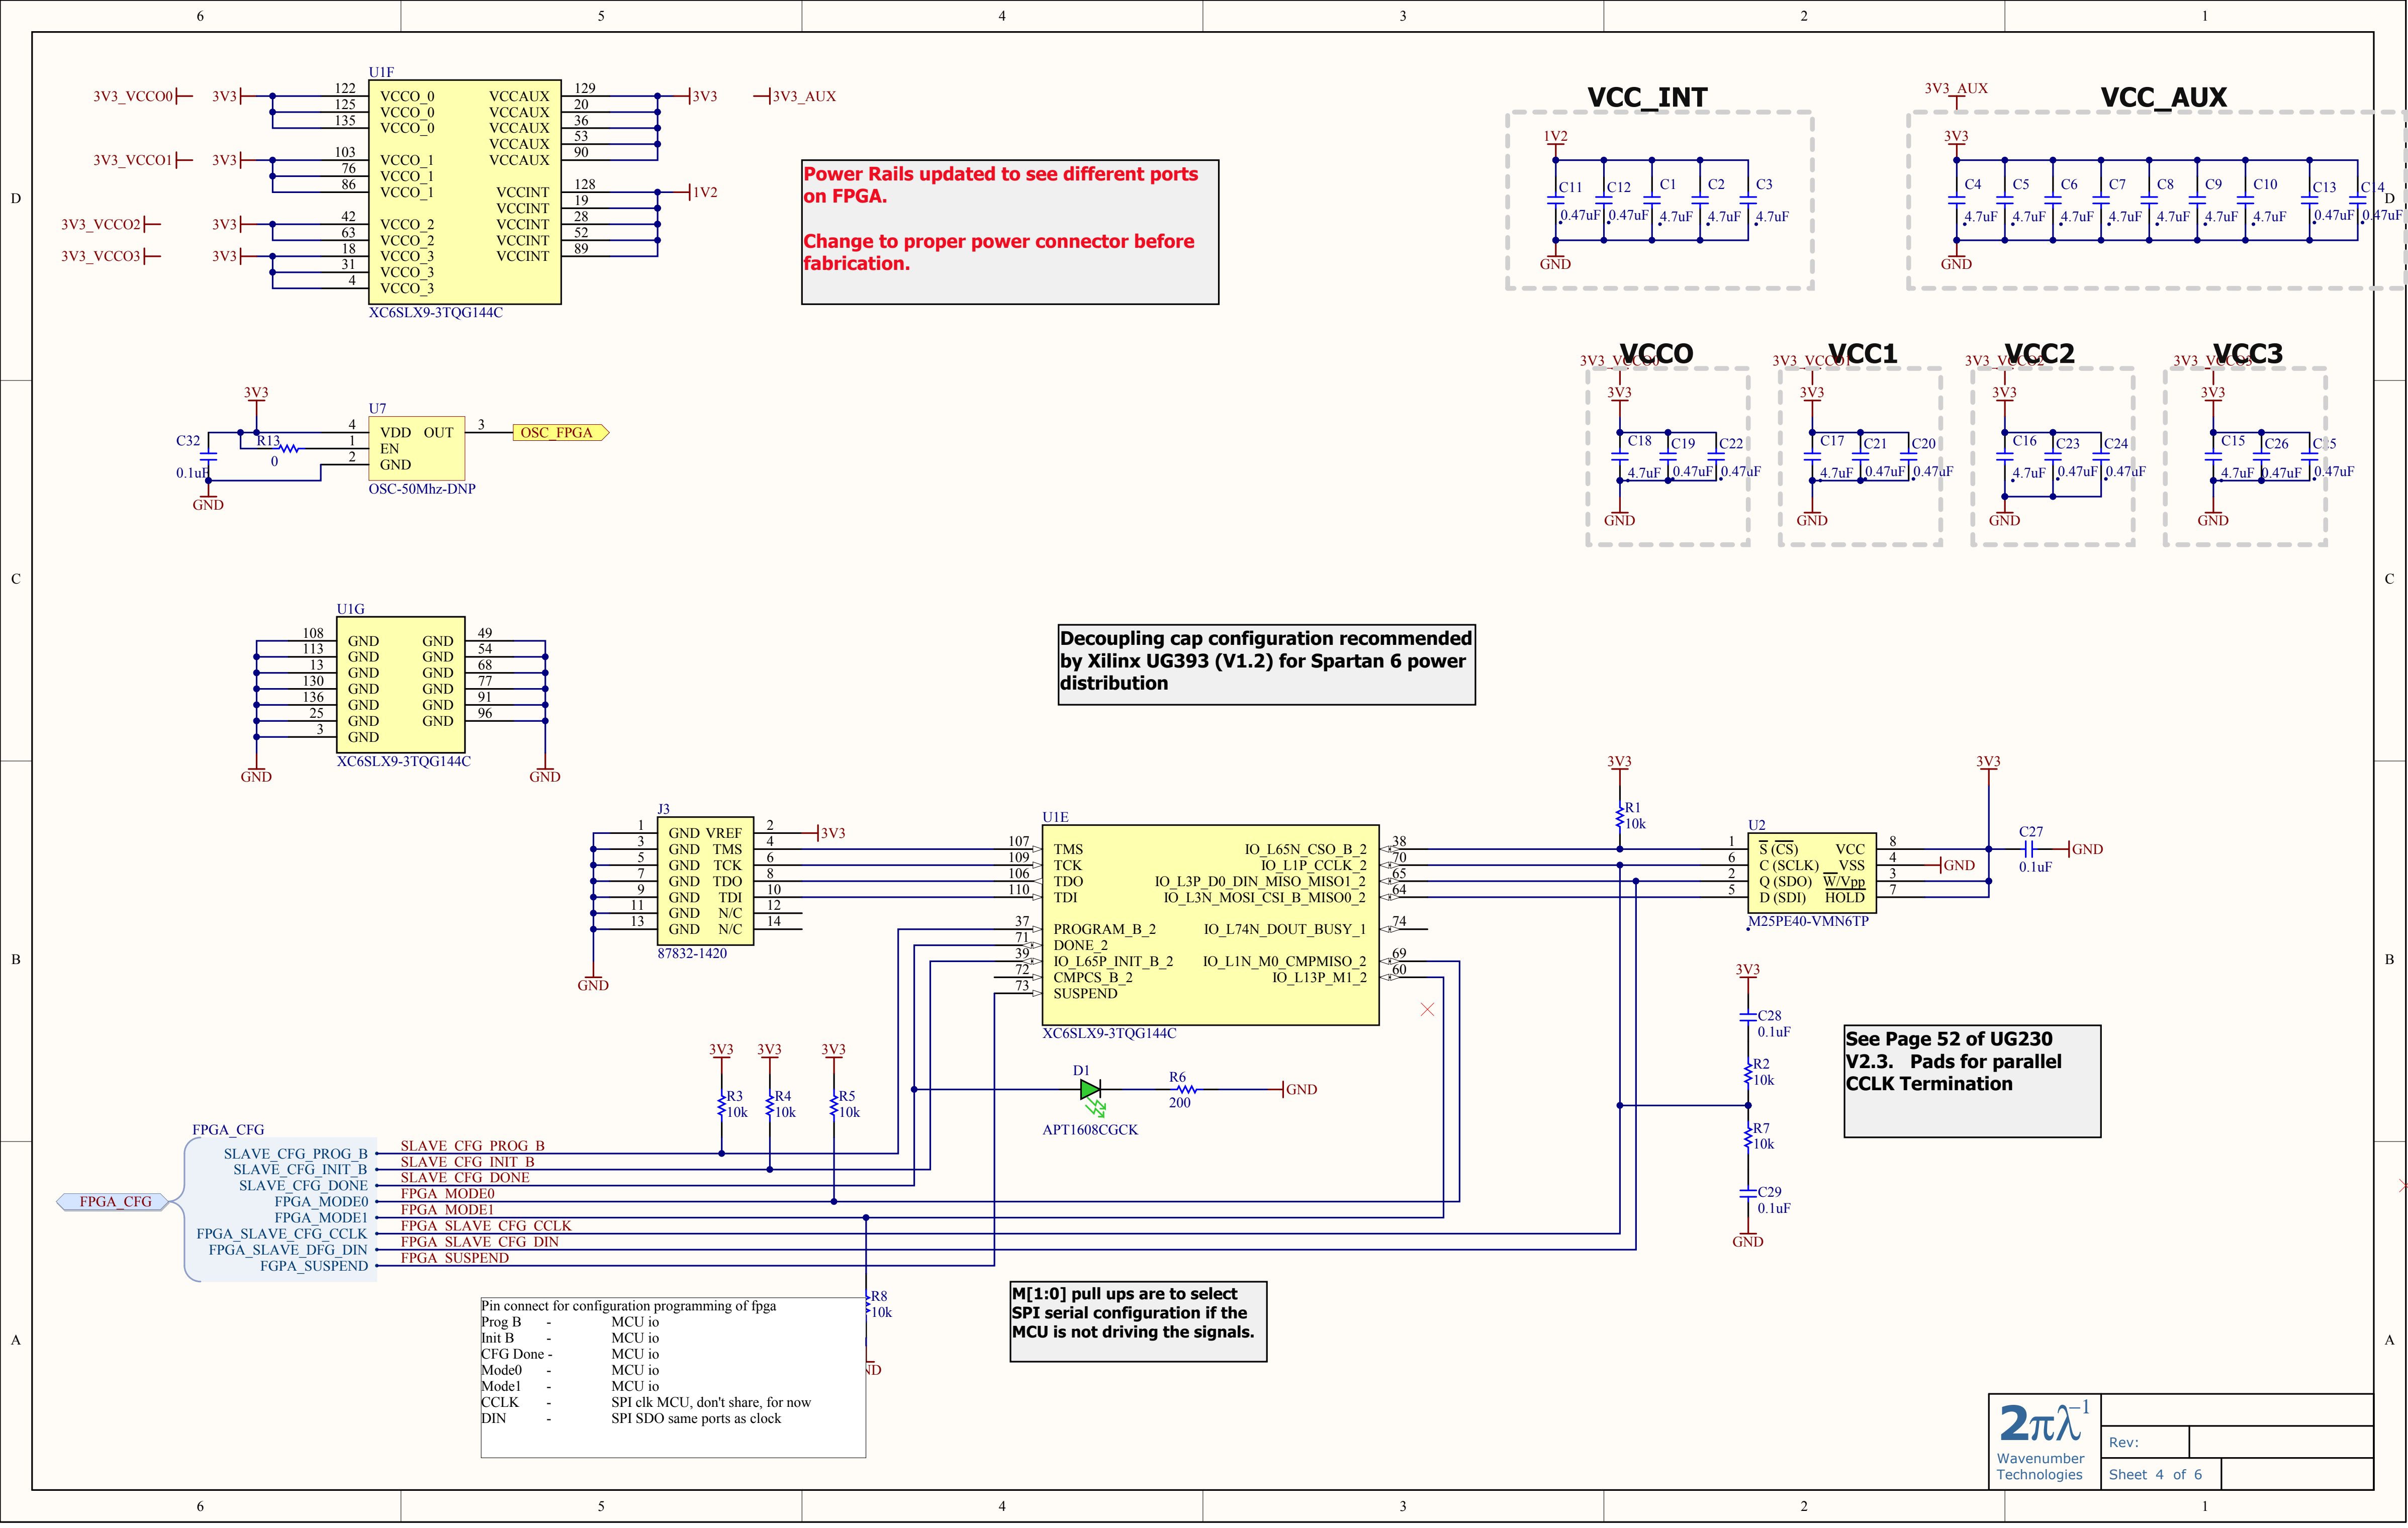 6 5 4 3 2 1
D
C
B
A
U1F
3V3_VCCO0 3V3 122 VCCO_0 VCCAUX 129 3V3 3V3_AUX
125 VCCO_0 VCCAUX 20
135 VCCO_0 VCCAUX 36
VCCAUX 53
3V3_VCCO1 3V3 103 VCCO_1 VCCAUX 90
76 VCCO_1
86 VCCO_1 VCCINT 128 1V2
VCCINT 19
3V3_VCCO2 3V3 42 VCCO_2 VCCINT 28
63 VCCO_2 VCCINT 52
3V3_VCCO3 3V3 18 VCCO_3 VCCINT 89
31 VCCO_3
4 VCCO_3
XC6SLX9-3TQG144C
Power Rails updated to see different ports
on FPGA.
Change to proper power connector before
fabrication.
VCC_INT
1V2
C11 C12 C1 C2 C3
0.47uF 0.47uF 4.7uF 4.7uF 4.7uF
GND
3V3_AUX
VCC_AUX
3V3
C4 C5 C6 C7 C8 C9 C10 C13 C14
4.7uF 4.7uF 4.7uF 4.7uF 4.7uF 4.7uF 4.7uF 0.47uF 0.47uF
GND
D
VCCO
3V3
C18 C19 C22
4.7uF 0.47uF 0.47uF
GND
VCC1
3V3
C17 C21 C20
4.7uF 0.47uF 0.47uF
GND
VCC2
3V3
C16 C23 C24
4.7uF 0.47uF 0.47uF
GND
VCC3
3V3
C15 C26
4.7uF 0.47uF 0.47uF
GND
3V3
U7
C32 0.1uF
R13 0
4 VDD OUT 3 OSC_FPGA
1 EN
2 GND
OSC-50Mhz-DNP
GND
C
U1G
108 GND GND 49
113 GND GND 54
13 GND GND 68
130 GND GND 77
136 GND GND 91
25 GND GND 96
3 GND
XC6SLX9-3TQG144C
GND GND
Decoupling cap configuration recommended
by Xilinx UG393 (V1.2) for Spartan 6 power
distribution
J3
1 GND VREF 2 3V3
3 GND TMS 4
5 GND TCK 6
7 GND TDO 8
9 GND TDI 10
11 GND N/C 12
13 GND N/C 14
87832-1420
GND
U1E
107 TMS IO_L65N_CSO_B_2 38
109 TCK IO_L1P_CCLK_2 70
106 TDO IO_L3P_D0_DIN_MISO_MISO1_2 65
110 TDI IO_L3N_MOSI_CSI_B_MISO0_2 64
37 PROGRAM_B_2 IO_L74N_DOUT_BUSY_1 74
71 DONE_2
39 IO_L65P_INIT_B_2 IO_L1N_M0_CMPMISO_2 69
72 CMPCS_B_2 IO_L13P_M1_2 60
73 SUSPEND
XC6SLX9-3TQG144C
3V3
R1
10k
3V3
U2
1 S (CS) VCC 8
6 C (SCLK) VSS 4 GND
2 Q (SDO) W/Vpp 3
5 D (SDI) HOLD 7
M25PE40-VMN6TP
C27
0.1uF
GND
B
3V3
C28
0.1uF
R2
10k
R7
10k
C29
0.1uF
GND
See Page 52 of UG230
V2.3. Pads for parallel
CCLK Termination
3V3 3V3 3V3
R3 R4 R5
10k 10k 10k
D1
APT1608CGCK
R6
200
GND
FPGA_CFG
FPGA_CFG
SLAVE_CFG_PROG_B SLAVE_CFG_PROG_B
SLAVE_CFG_INIT_B SLAVE_CFG_INIT_B
SLAVE_CFG_DONE SLAVE_CFG_DONE
FPGA_MODE0 FPGA_MODE0
FPGA_MODE1 FPGA_MODE1
FPGA_SLAVE_CFG_CCLK FPGA_SLAVE_CFG_CCLK
FPGA_SLAVE_DFG_DIN FPGA_SLAVE_CFG_DIN
FGPA_SUSPEND FPGA_SUSPEND
R8
10k
Pin connect for configuration programming of fpga
Prog B - MCU io
Init B - MCU io
CFG Done - MCU io
Mode0 - MCU io
Mode1 - MCU io
CCLK - SPI clk MCU, don't share, for now
DIN - SPI SDO same ports as clock
M[1:0] pull ups are to select
SPI serial configuration if the
MCU is not driving the signals.
A
2πλ⁻¹
Wavenumber
Technologies
Rev:
Sheet 4 of 6
6 5 4 3 2 1